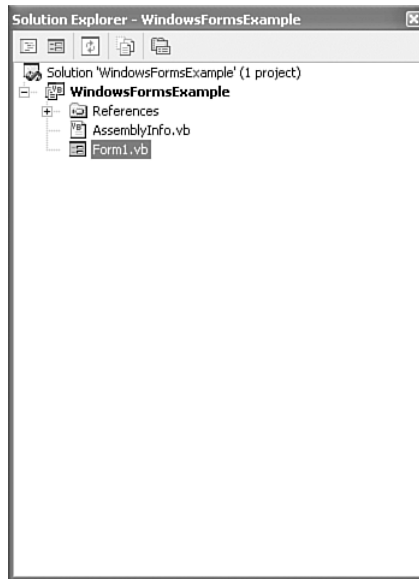 Solution Explorer - WindowsFormsExample
Solution 'WindowsFormsExample' (1 project)
WindowsFormsExample
References
AssemblyInfo.vb
Form1.vb